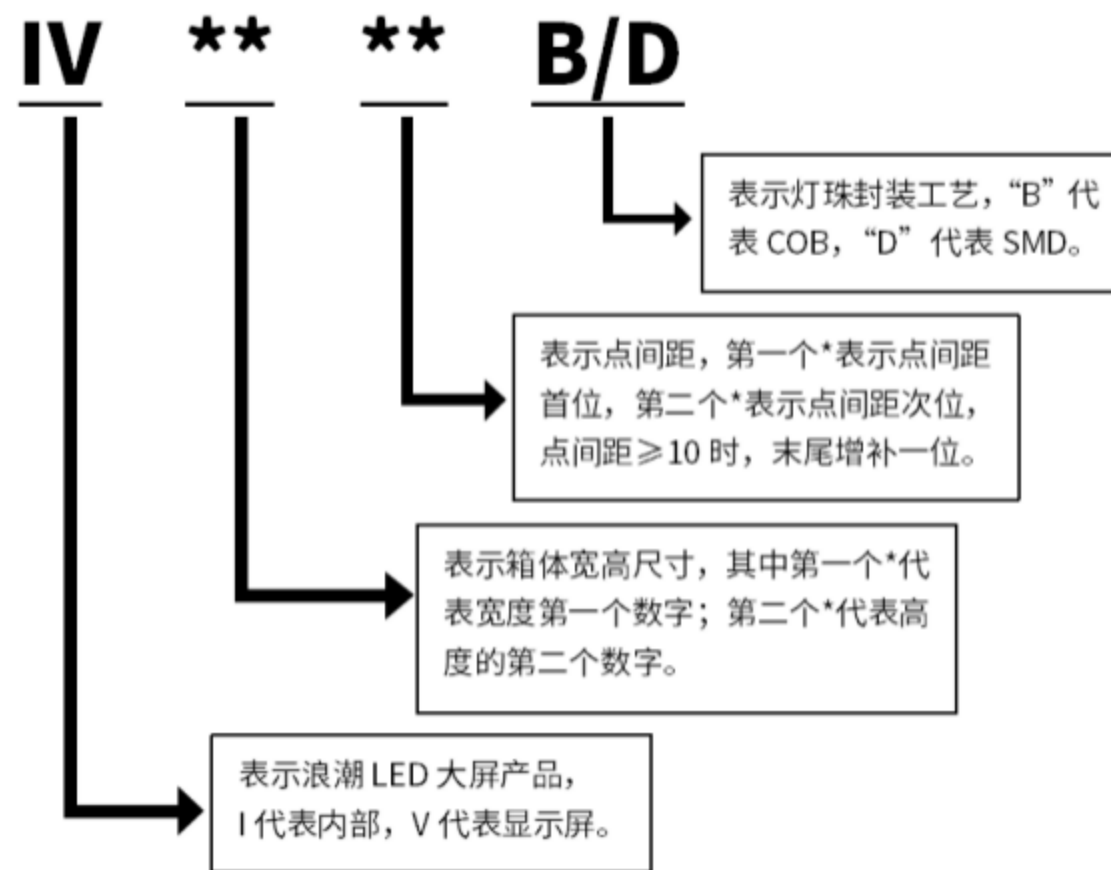 IV ** ** B/D
表示灯珠封装工艺，“B”代
表 COB，“D”代表 SMD。
表示点间距，第一个*表示点间距
首位，第二个*表示点间距次位，
点间距≥10 时，末尾增补一位。
表示箱体宽高尺寸，其中第一个*代
表宽度第一个数字；第二个*代表高
度的第二个数字。
表示浪潮 LED 大屏产品，
I 代表内部，V 代表显示屏。